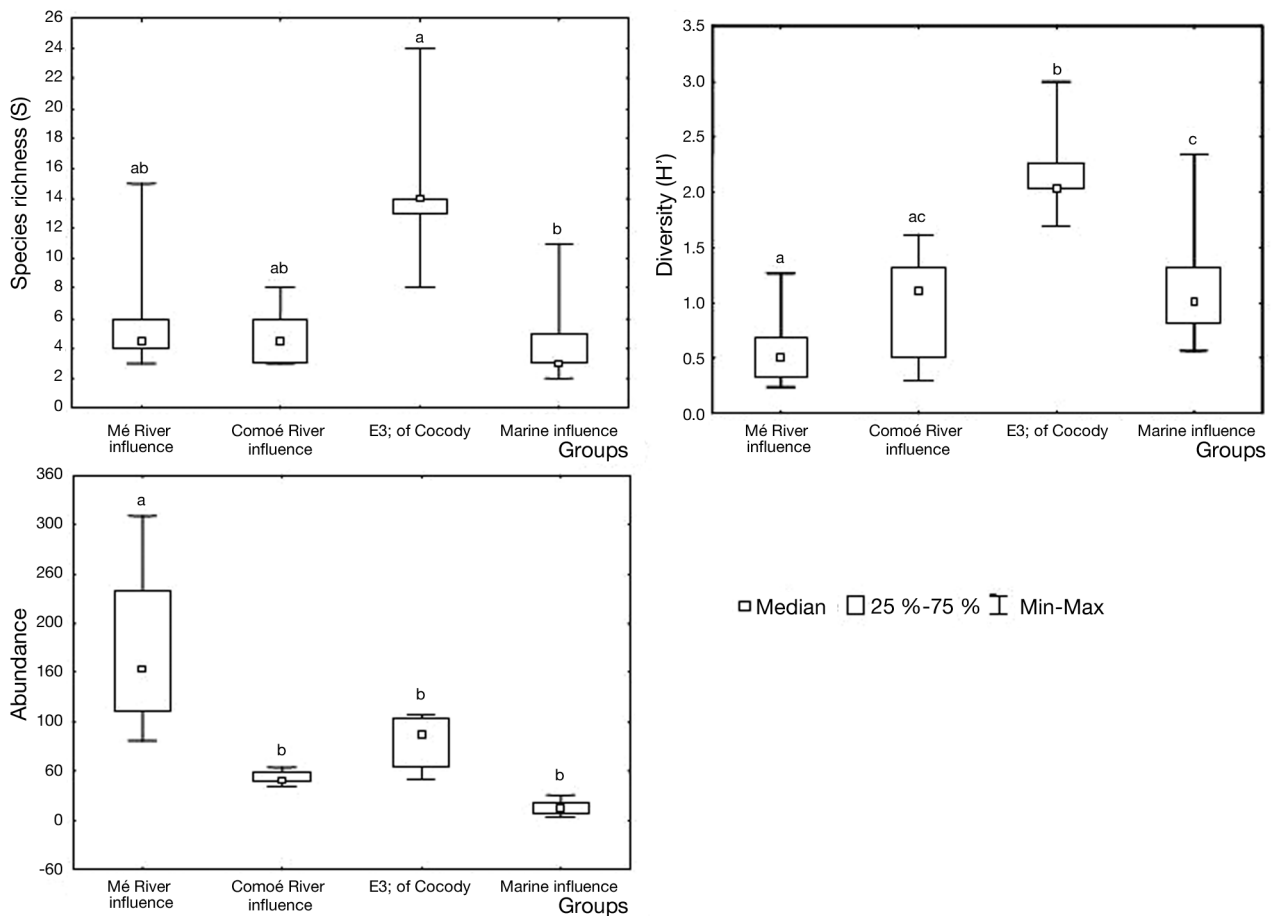 26
24
22
20
18
16
14
12
10
8
6
4
2
0
Species richness (S)
ab
ab
a
b
Mé River
influence
Comoé River
influence
E3; of Cocody
Marine influence
Groups
3.5
3.0
2.5
2.0
1.5
1.0
0.5
0.0
Diversity (H’)
a
ac
b
c
Mé River
influence
Comoé River
influence
E3; of Cocody
Marine influence
Groups
360
300
260
200
160
100
60
0
-60
Abundance
a
b
b
b
Mé River
influence
Comoé River
influence
E3; of Cocody
Marine influence
Groups
Median 25 %-75 % Min-Max